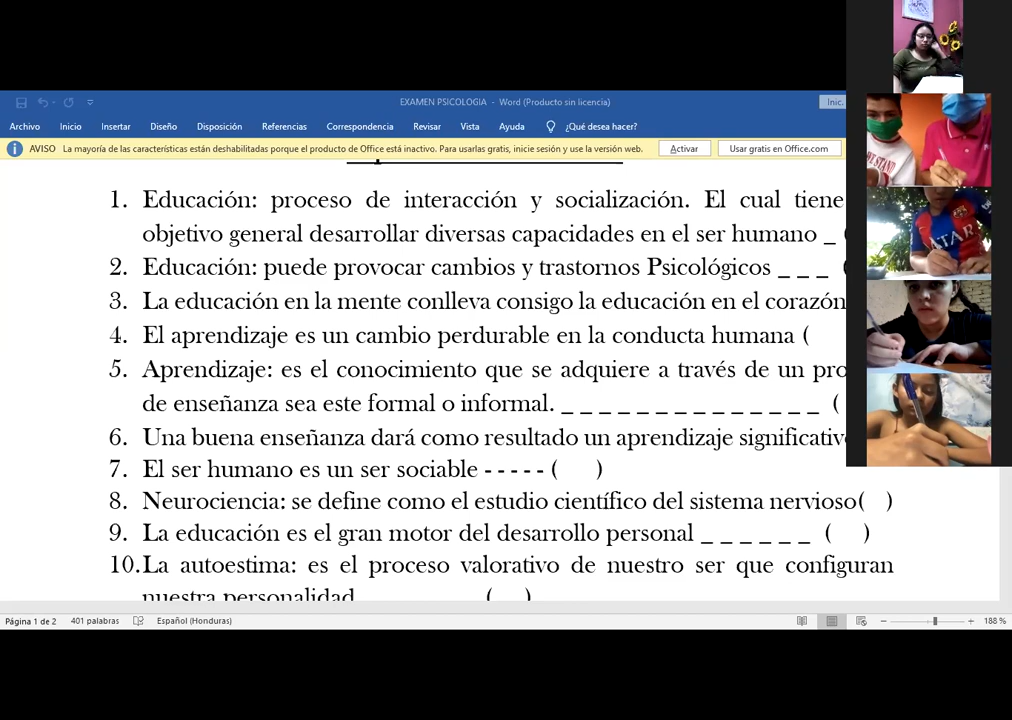 EXAMEN PSICOLOGIA - Word (Producto sin licencia)
Inic.
Archivo Inicio Insertar Diseño Disposición Referencias Correspondencia Revisar Vista Ayuda ¿Qué desea hacer?
AVISO La mayoría de las características están deshabilitadas porque el producto de Office está inactivo. Para usarlas gratis, inicie sesión y use la versión web. Activar Usar gratis en Office.com
1. Educación: proceso de interacción y socialización. El cual tiene
objetivo general desarrollar diversas capacidades en el ser humano _ (
2. Educación: puede provocar cambios y trastornos Psicológicos _ _ _ (
3. La educación en la mente conlleva consigo la educación en el corazón
4. El aprendizaje es un cambio perdurable en la conducta humana (
5. Aprendizaje: es el conocimiento que se adquiere a través de un pro
de enseñanza sea este formal o informal. _ _ _ _ _ _ _ _ _ _ _ _ _ _ (
6. Una buena enseñanza dará como resultado un aprendizaje significativ
7. El ser humano es un ser sociable - - - - - ( )
8. Neurociencia: se define como el estudio científico del sistema nervioso( )
9. La educación es el gran motor del desarrollo personal _ _ _ _ _ _ ( )
10. La autoestima: es el proceso valorativo de nuestro ser que configuran
nuestra personalidad ( )
Página 1 de 2 401 palabras Español (Honduras) 188 %